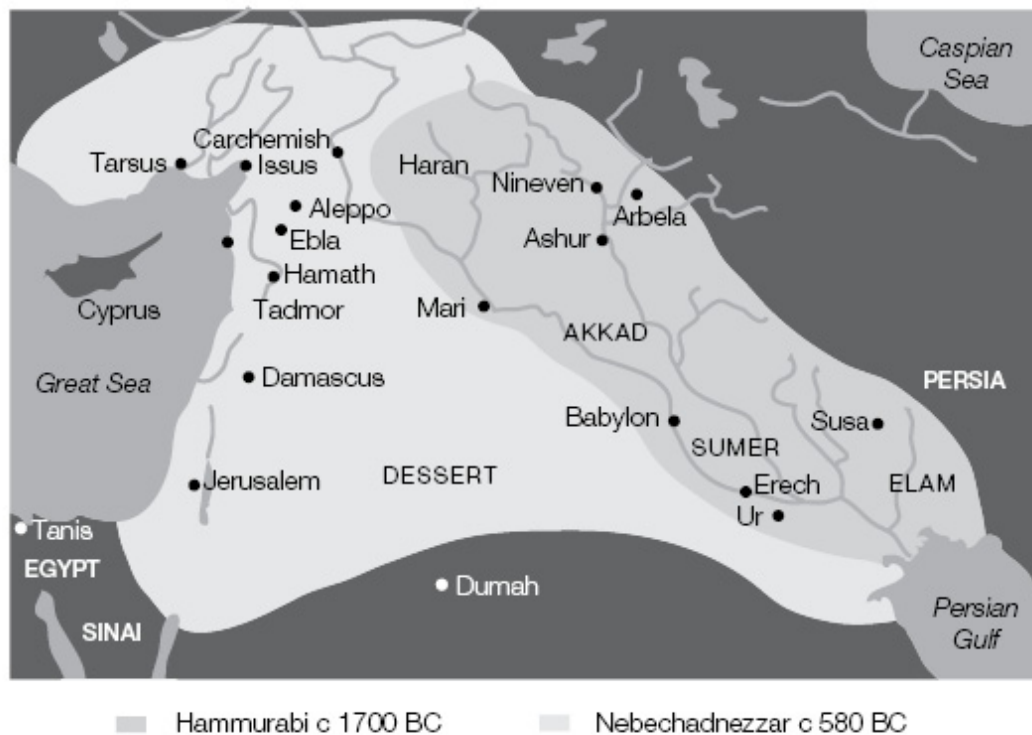 Caspian
Sea
Carchemish
Tarsus
Issus
Haran
Nineven
Arbela
Aleppo
Ebla
Ashur
Hamath
Cyprus
Tadmor
Mari
AKKAD
Great Sea
Damascus
PERSIA
Babylon
Susa
SUMER
Jerusalem
DESSERT
Erech
ELAM
Ur
Tanis
EGYPT
Dumah
SINAI
Persian
Gulf
Hammurabi c 1700 BC
Nebechadnezzar c 580 BC